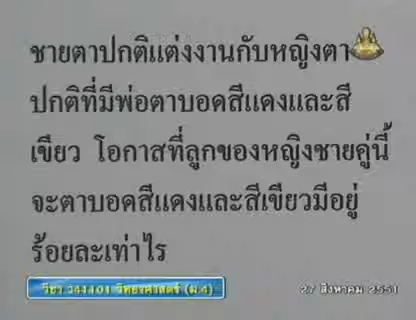 ชายตาปกติแต่งงานกับหญิงตา
ปกติที่มีพ่อตาบอดสีแดงและสี
เขียว โอกาสที่ลูกของหญิงชายคู่นี้
จะตาบอดสีแดงและสีเขียวมีอยู่
ร้อยละเท่าไร
วิชา ว41101 วิทยาศาสตร์ (ม.4)
27 สิงหาคม 2551